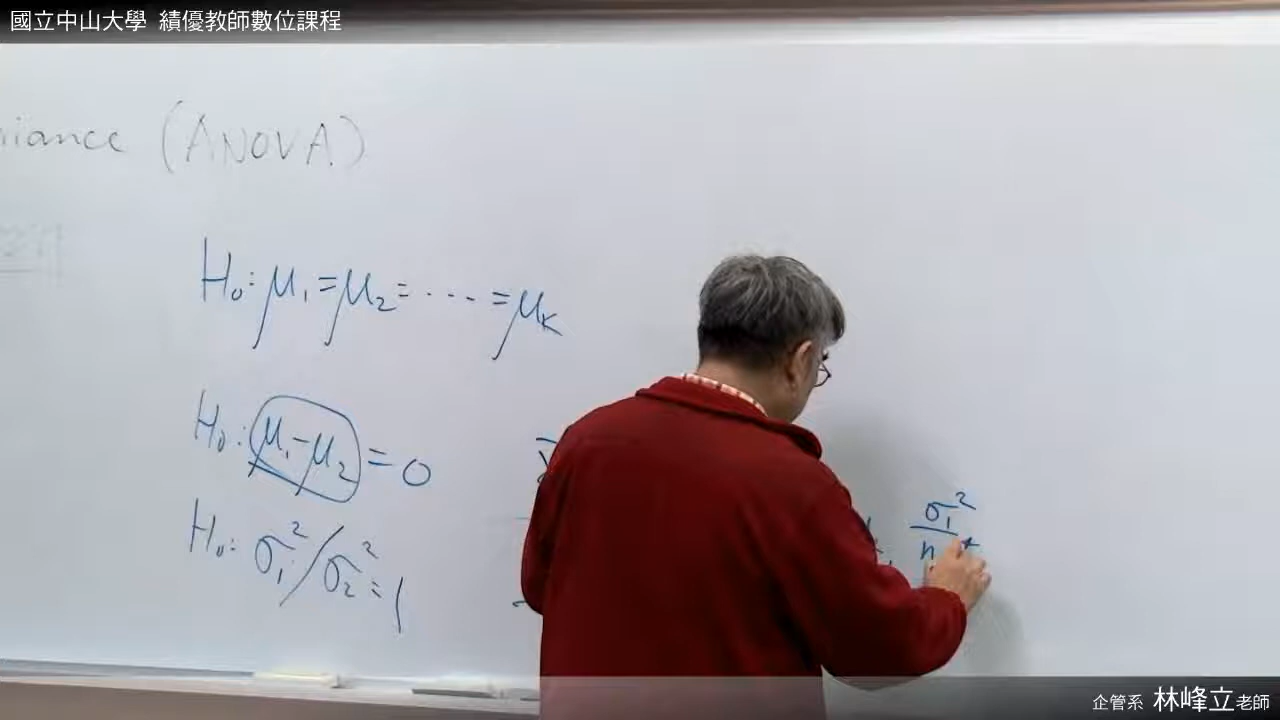 國立中山大學 績優教師數位課程
(ANOVA)
H₀: μ₁ = μ₂ = ···· = μₖ
H₀: μ₁ - μ₂ = 0
H₀: σ₁² / σ₂² = 1
σ₁²
n
企管系 林峰立老師